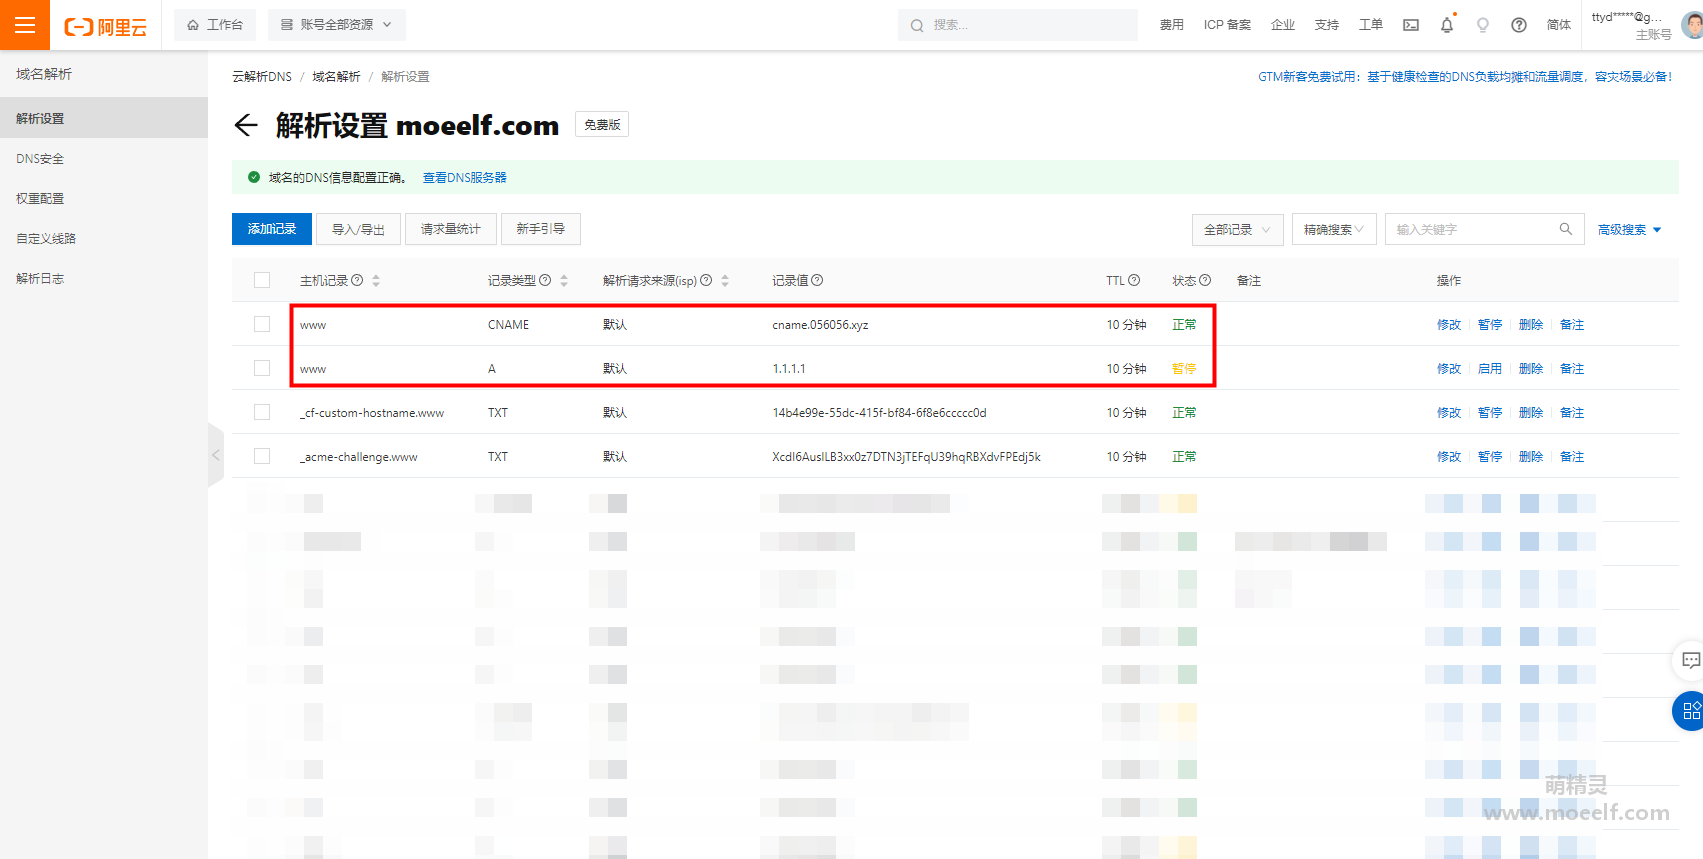 阿里云 工作台 账号全部资源 搜索... 费用 ICP 备案 企业 支持 工单 简体 ttyd*****@g...
主账号
域名解析
解析设置
DNS安全
权重配置
自定义线路
解析日志
云解析DNS / 域名解析 / 解析设置
GTM新客免费试用：基于健康检查的DNS负载均摊和流量调度，容灾场景必备！
解析设置 moeelf.com 免费版
域名的DNS信息配置正确。 查看DNS服务器
添加记录 导入/导出 请求量统计 新手引导 全部记录 精确搜索 输入关键字 高级搜索
主机记录 记录类型 解析请求来源(isp) 记录值 TTL 状态 备注 操作
www CNAME 默认 cname.056056.xyz 10 分钟 正常 修改 暂停 删除 备注
www A 默认 1.1.1.1 10 分钟 暂停 修改 启用 删除 备注
_cf-custom-hostname.www TXT 默认 14b4e99e-55dc-415f-bf84-6f8e6ccccc0d 10 分钟 正常 修改 暂停 删除 备注
_acme-challenge.www TXT 默认 XcdI6AusILB3xx0z7DTN3jTEFqU39hqRBXdvFPEdj5k 10 分钟 正常 修改 暂停 删除 备注
萌精灵
www.moeelf.com